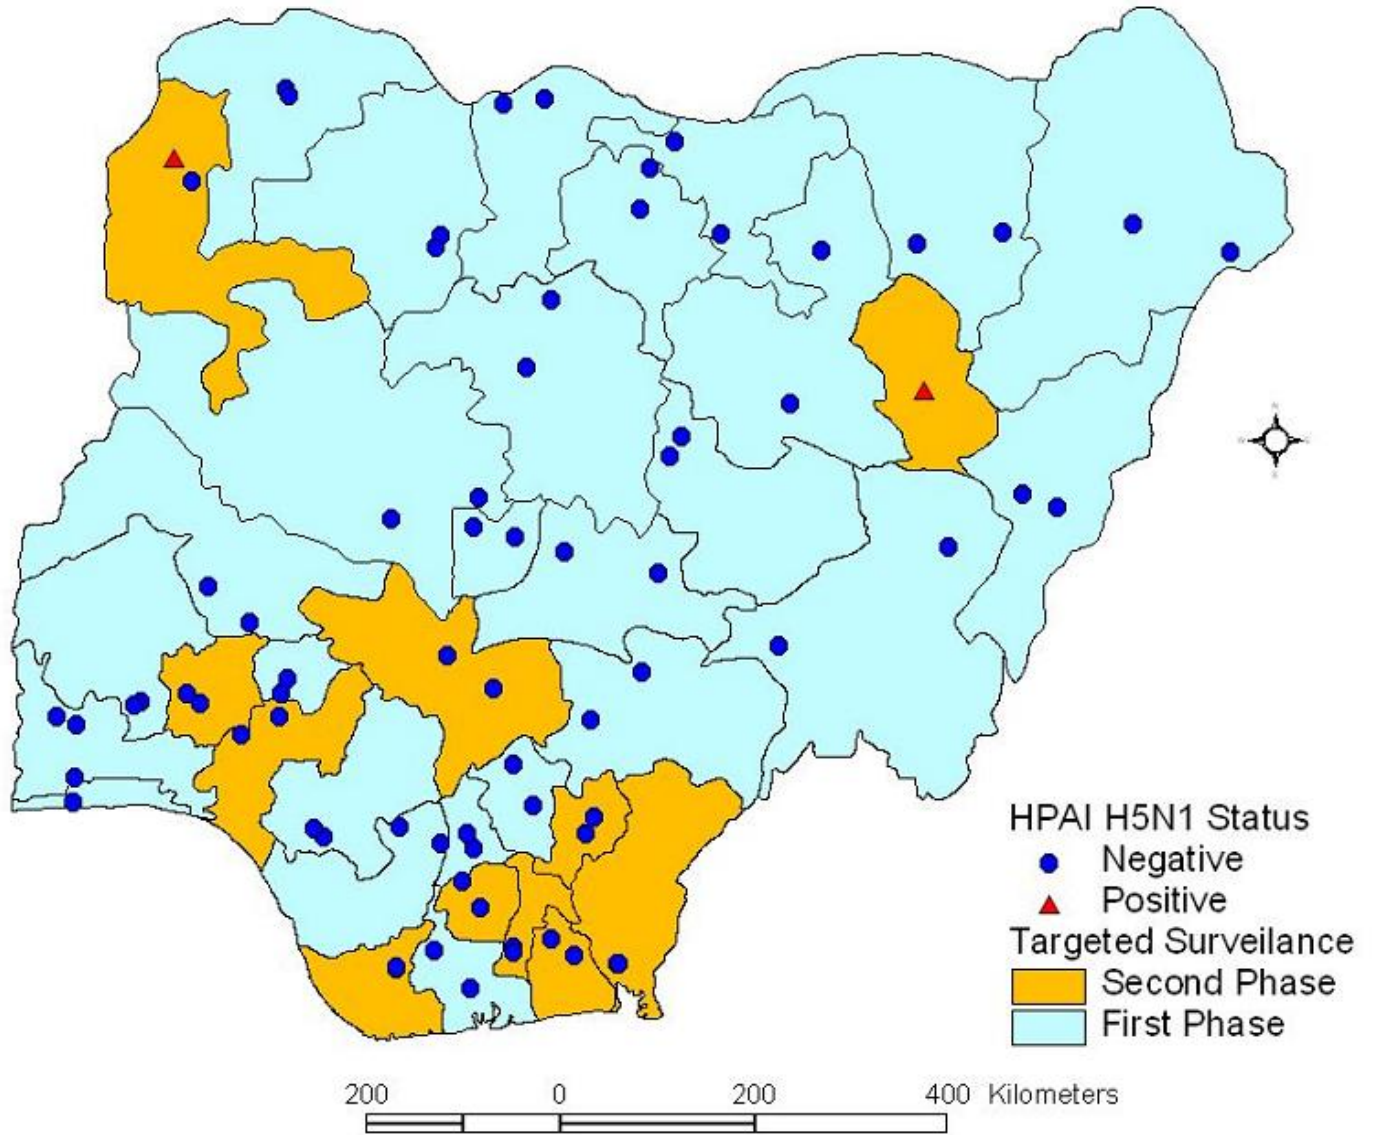 HPAI H5N1 Status
Negative
Positive
Targeted Surveilance
Second Phase
First Phase
200 0 200 400 Kilometers